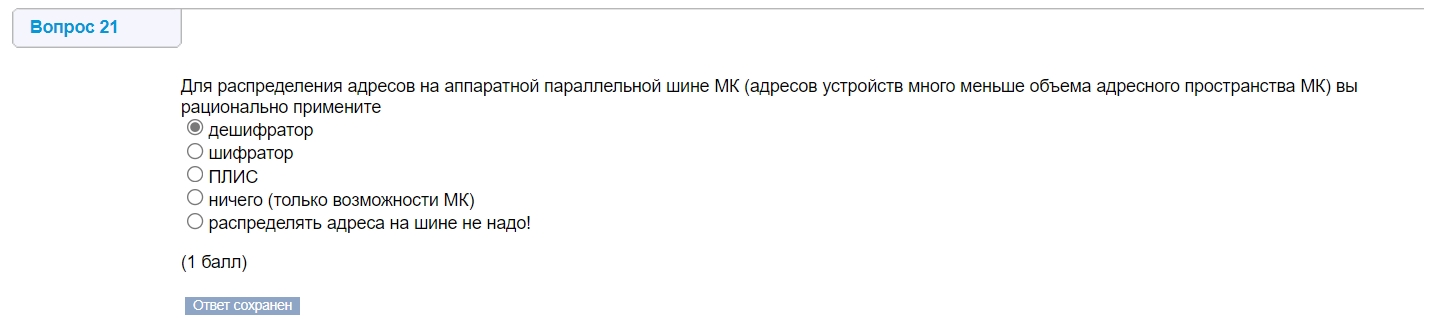 Вопрос 21
Для распределения адресов на аппаратной параллельной шине МК (адресов устройств много меньше объема адресного пространства МК) вы
рационально примените
дешифратор
шифратор
ПЛИС
ничего (только возможности МК)
распределять адреса на шине не надо!
(1 балл)
Ответ сохранен